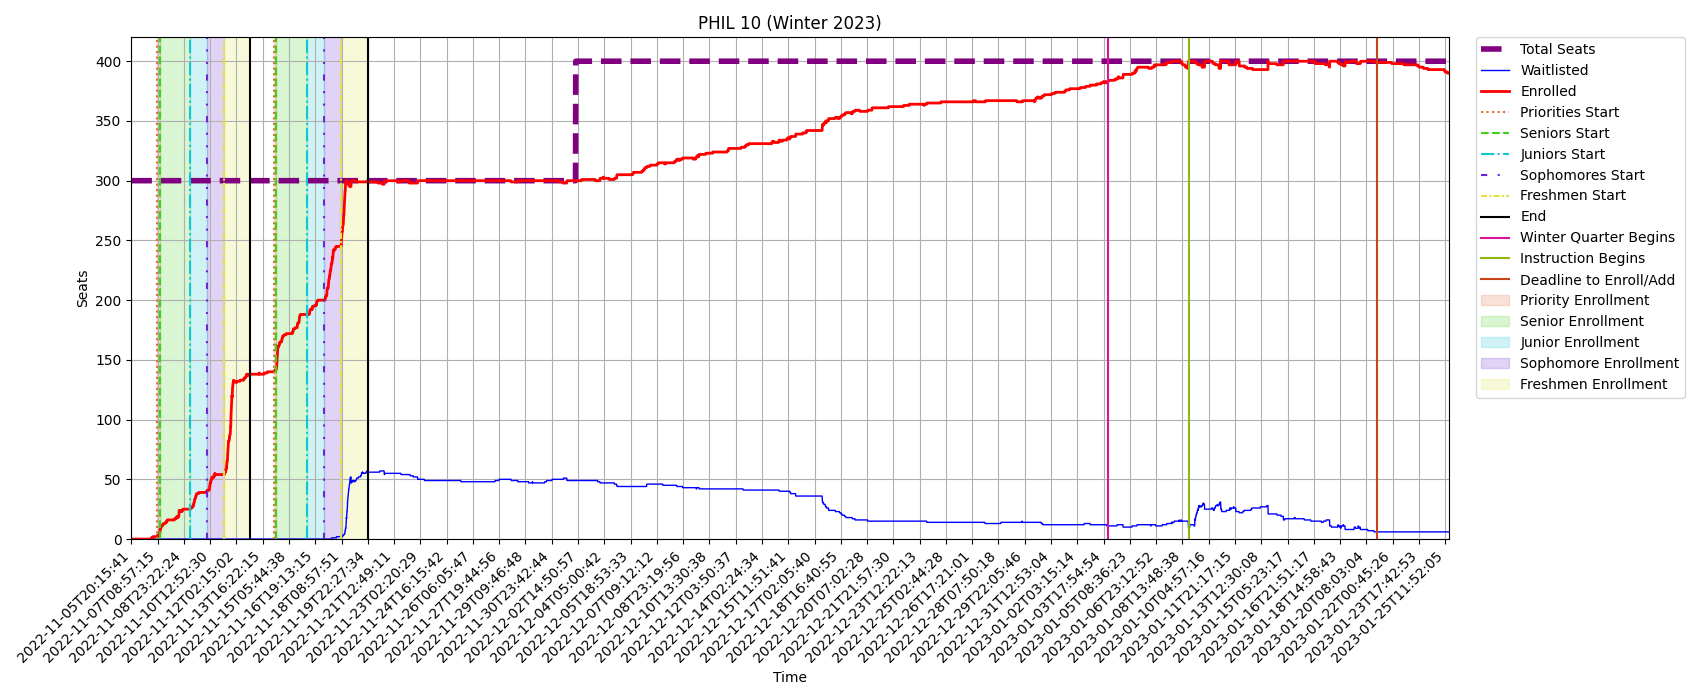 PHIL 10 (Winter 2023)
Seats
400
350
300
250
200
150
100
50
0
2022-11-05T20:15:41
2022-11-07T08:57:15
2022-11-08T23:22:24
2022-11-10T12:52:30
2022-11-12T02:15:02
2022-11-13T16:22:15
2022-11-15T05:44:38
2022-11-16T19:13:15
2022-11-18T08:57:51
2022-11-19T22:27:34
2022-11-21T12:49:11
2022-11-23T02:20:29
2022-11-24T16:15:42
2022-11-26T06:05:47
2022-11-27T19:44:56
2022-11-29T09:46:48
2022-11-30T23:42:44
2022-12-02T14:50:57
2022-12-04T05:00:42
2022-12-05T18:53:33
2022-12-07T09:12:12
2022-12-08T23:19:56
2022-12-10T13:30:38
2022-12-12T03:50:37
2022-12-14T02:24:34
2022-12-15T11:51:41
2022-12-17T02:05:40
2022-12-18T16:40:55
2022-12-20T07:02:28
2022-12-21T21:57:30
2022-12-23T12:22:13
2022-12-26T02:44:28
2022-12-26T17:21:01
2022-12-28T07:50:18
2022-12-29T22:05:46
2022-12-31T12:53:04
2023-01-02T03:15:14
2023-01-03T17:54:54
2023-01-05T08:36:23
2023-01-06T23:12:52
2023-01-08T13:48:38
2023-01-10T04:57:16
2023-01-11T21:17:15
2023-01-13T12:30:08
2023-01-15T05:23:17
2023-01-16T21:51:17
2023-01-18T14:58:43
2023-01-20T08:03:04
2023-01-22T00:45:26
2023-01-23T17:42:53
2023-01-25T11:52:05
Time
Total Seats
Waitlisted
Enrolled
Priorities Start
Seniors Start
Juniors Start
Sophomores Start
Freshmen Start
End
Winter Quarter Begins
Instruction Begins
Deadline to Enroll/Add
Priority Enrollment
Senior Enrollment
Junior Enrollment
Sophomore Enrollment
Freshmen Enrollment